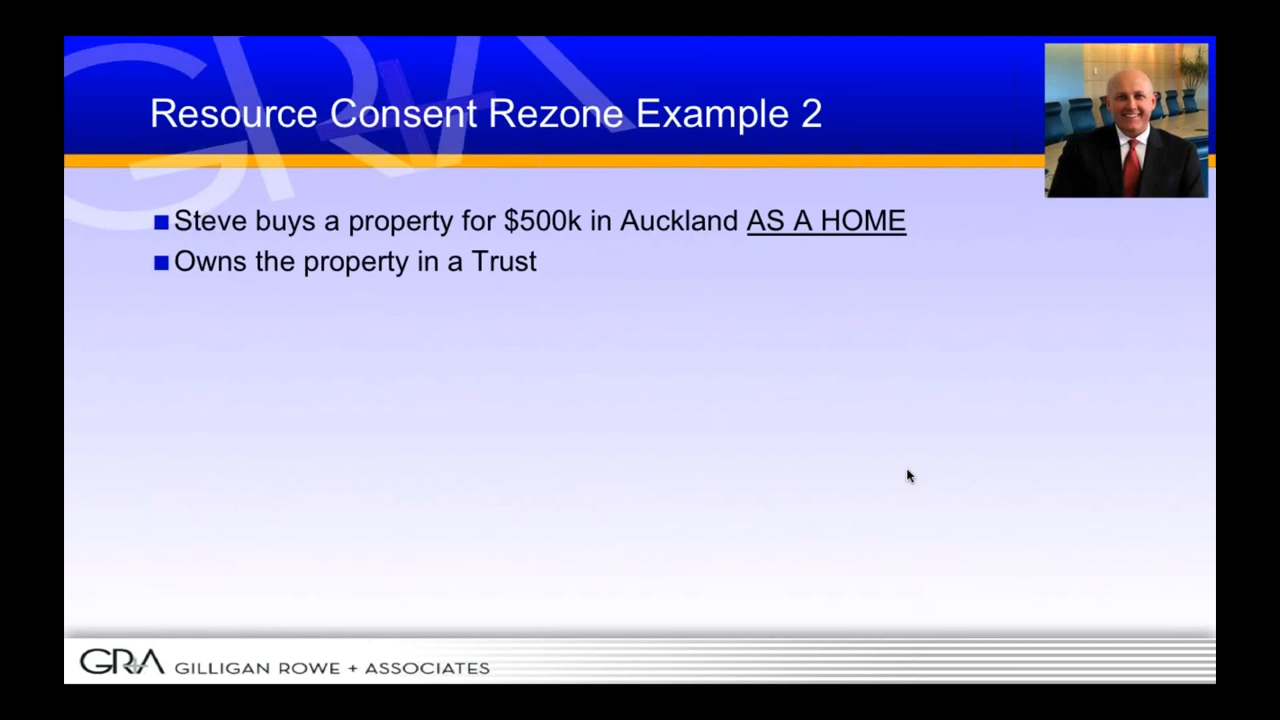 Resource Consent Rezone Example 2
Steve buys a property for $500k in Auckland AS A HOME
Owns the property in a Trust
GRA GILLIGAN ROWE + ASSOCIATES